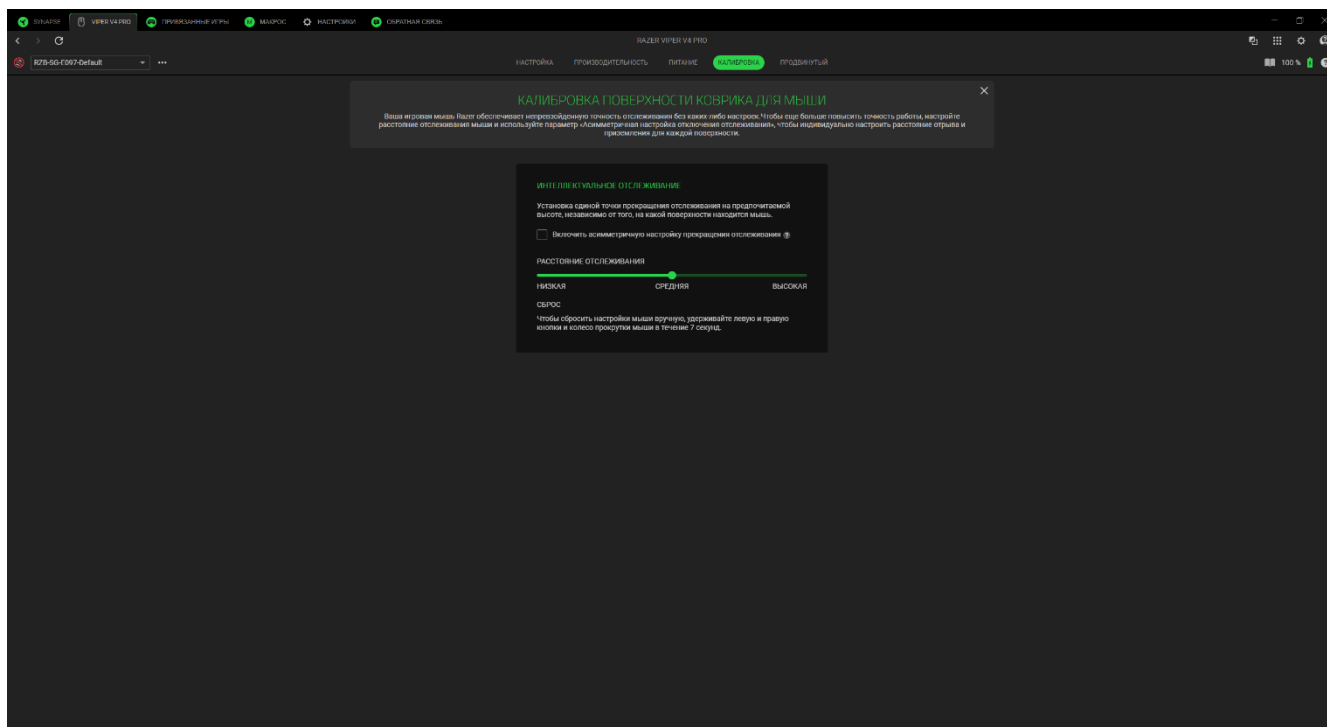 SYNAPSE VIPER V4 PRO ПРИВЯЗАННЫЕ ИГРЫ МАКРОС НАСТРОЙКИ ОБРАТНАЯ СВЯЗЬ
RAZER VIPER V4 PRO
RZB-SG-E097-Default НАСТРОЙКА ПРОИЗВОДИТЕЛЬНОСТЬ ПИТАНИЕ КАЛИБРОВКА ПРОДВИНУТЫЙ 100 %
КАЛИБРОВКА ПОВЕРХНОСТИ КОВРИКА ДЛЯ МЫШИ
Ваша игровая мышь Razer обеспечивает непревзойденную точность отслеживания без каких-либо настроек. Чтобы еще больше повысить точность работы, настройте
расстояние отслеживания мыши и используйте параметр «Асимметричная настройка отключения отслеживания», чтобы индивидуально настроить расстояние отрыва и
приземления для каждой поверхности.
ИНТЕЛЛЕКТУАЛЬНОЕ ОТСЛЕЖИВАНИЕ
Установка единой точки прекращения отслеживания на предпочитаемой
высоте, независимо от того, на какой поверхности находится мышь.
Включить асимметричную настройку прекращения отслеживания ?
РАССТОЯНИЕ ОТСЛЕЖИВАНИЯ
НИЗКАЯ СРЕДНЯЯ ВЫСОКАЯ
СБРОС
Чтобы сбросить настройки мыши вручную, удерживайте левую и правую
кнопки и колесо прокрутки мыши в течение 7 секунд.